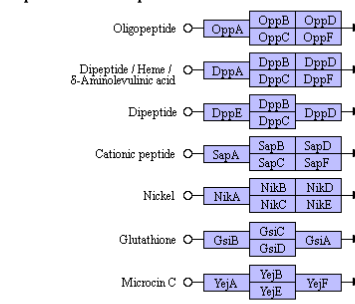 Oligopeptide OppA OppB OppD
OppC OppF
Dipeptide / Heme /
δ-Aminolevulinic acid DppA DppB DppD
DppC DppF
Dipeptide DppE DppB DppD
DppC
Cationic peptide SapA SapB SapD
SapC SapF
Nickel NikA NikB NikD
NikC NikE
Glutathione GsiB GsiC GsiA
GsiD
Microcin C YejA YejB YejF
YejE